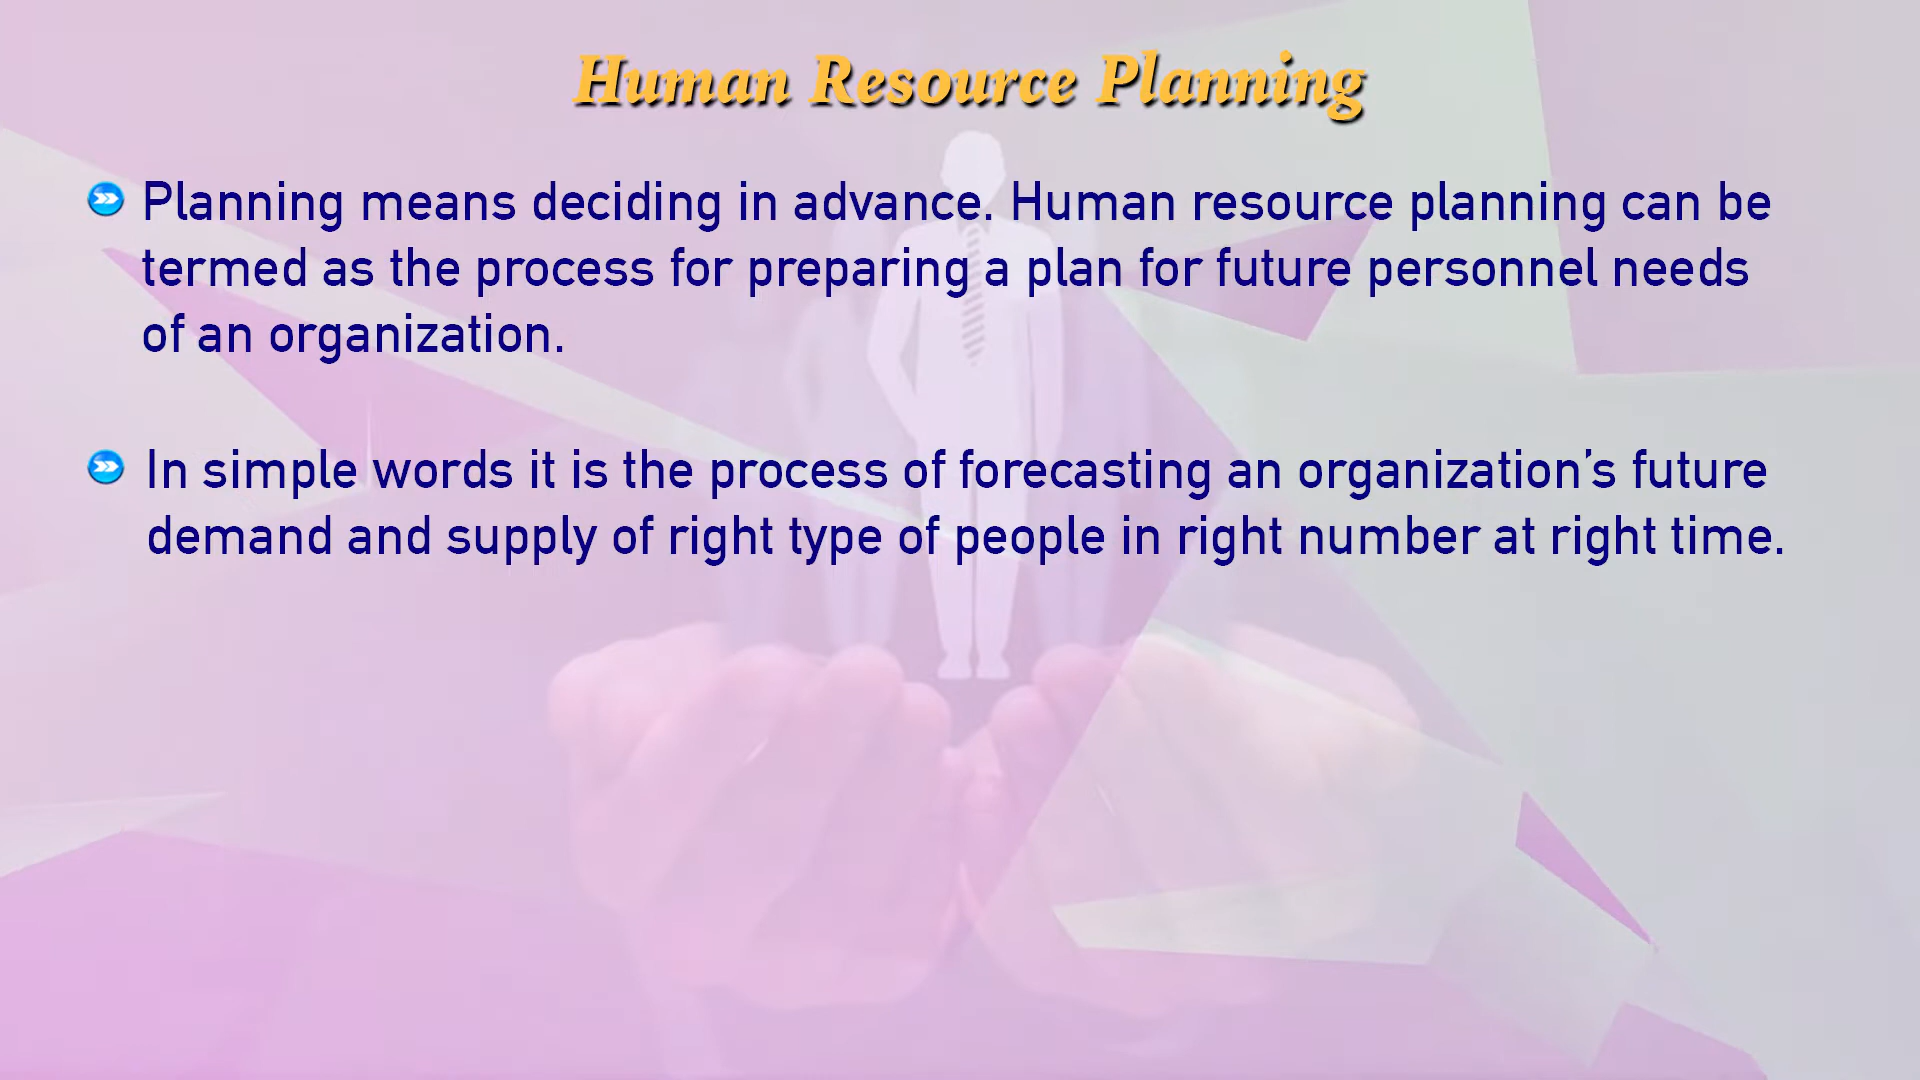 Human Resource Planning
Planning means deciding in advance. Human resource planning can be
termed as the process for preparing a plan for future personnel needs
of an organization.
In simple words it is the process of forecasting an organization's future
demand and supply of right type of people in right number at right time.